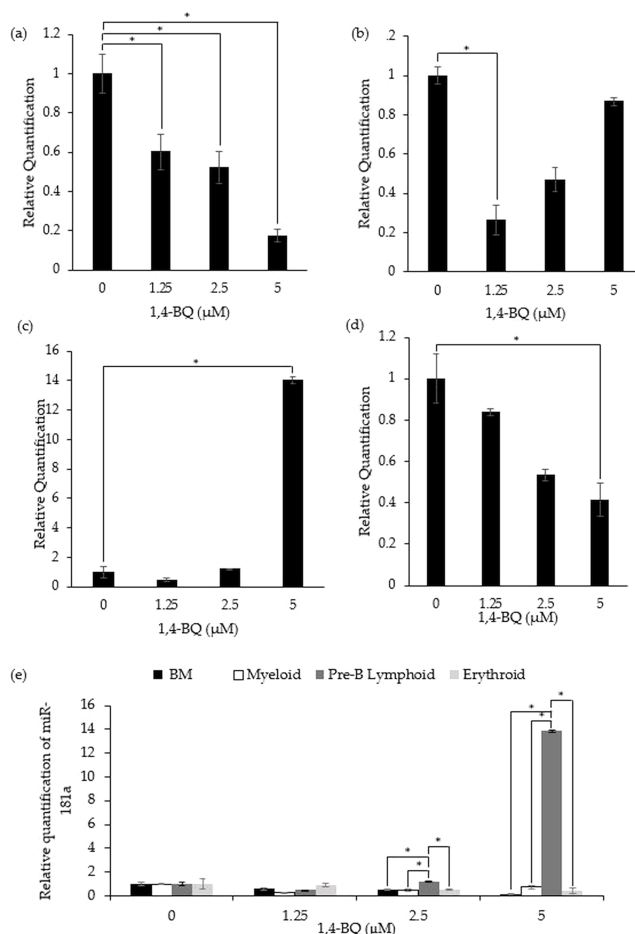 (a)
Relative Quantification
1.2
1
0.8
0.6
0.4
0.2
0
* * *
0 1.25 2.5 5
1,4-BQ (µM)
(b)
Relative Quantification
1.2
1
0.8
0.6
0.4
0.2
0
*
0 1.25 2.5 5
1,4-BQ (µM)
(c)
Relative Quantification
16
14
12
10
8
6
4
2
0
*
0 1.25 2.5 5
1,4-BQ (µM)
(d)
Relative Quantification
1.2
1
0.8
0.6
0.4
0.2
0
*
0 1.25 2.5 5
1,4-BQ (µM)
(e)
BM Myeloid Pre-B Lymphoid Erythroid
Relative quantification of miR-
181a
16
14
12
10
8
6
4
2
0
* * *
* * *
0 1.25 2.5 5
1,4-BQ (µM)